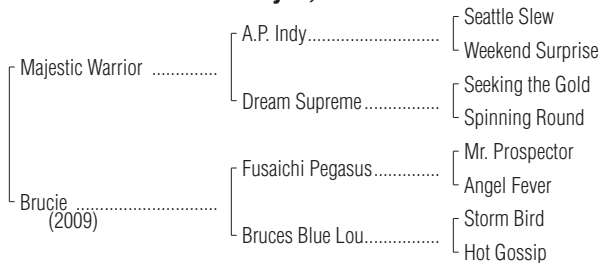 Seattle Slew
A.P. Indy
Weekend Surprise
Majestic Warrior
Seeking the Gold
Dream Supreme
Spinning Round
Mr. Prospector
Fusaichi Pegasus
Angel Fever
Brucie
(2009)
Storm Bird
Bruces Blue Lou
Hot Gossip